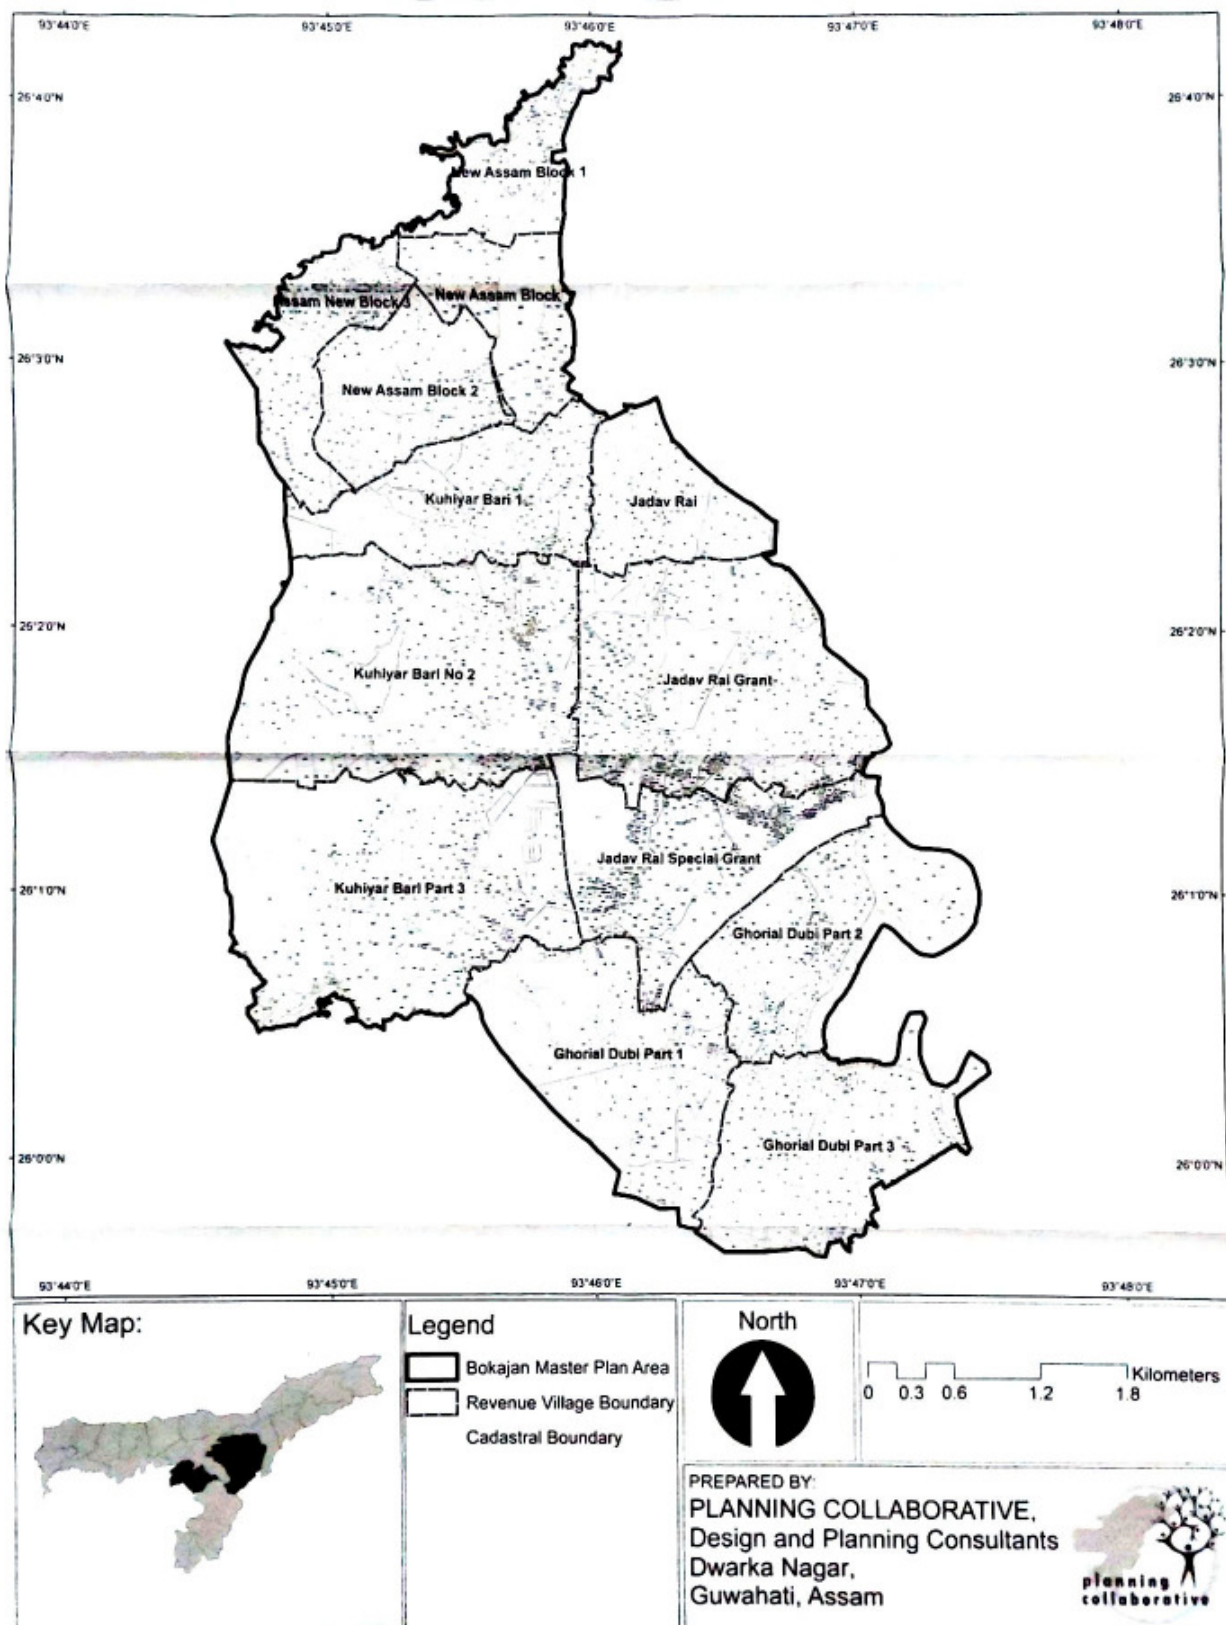 93°44'0"E 93°45'0"E 93°46'0"E 93°47'0"E 93°48'0"E
26°4'0"N 26°4'0"N
New Assam Block 1
Assam New Block 3 New Assam Block
26°3'0"N 26°3'0"N
New Assam Block 2
Kuhiyar Bari 1
Jadav Rai
26°2'0"N 26°2'0"N
Kuhiyar Bari No 2
Jadav Rai Grant
Jadav Rai Special Grant
Kuhiyar Bari Part 3
26°1'0"N 26°1'0"N
Ghorial Dubi Part 2
Ghorial Dubi Part 1
Ghorial Dubi Part 3
26°0'0"N 26°0'0"N
93°44'0"E 93°45'0"E 93°46'0"E 93°47'0"E 93°48'0"E
Key Map:
Legend
Bokajan Master Plan Area
Revenue Village Boundary
Cadastral Boundary
North
Kilometers
0 0.3 0.6 1.2 1.8
PREPARED BY:
PLANNING COLLABORATIVE,
Design and Planning Consultants
Dwarka Nagar,
Guwahati, Assam
planning
collaborative